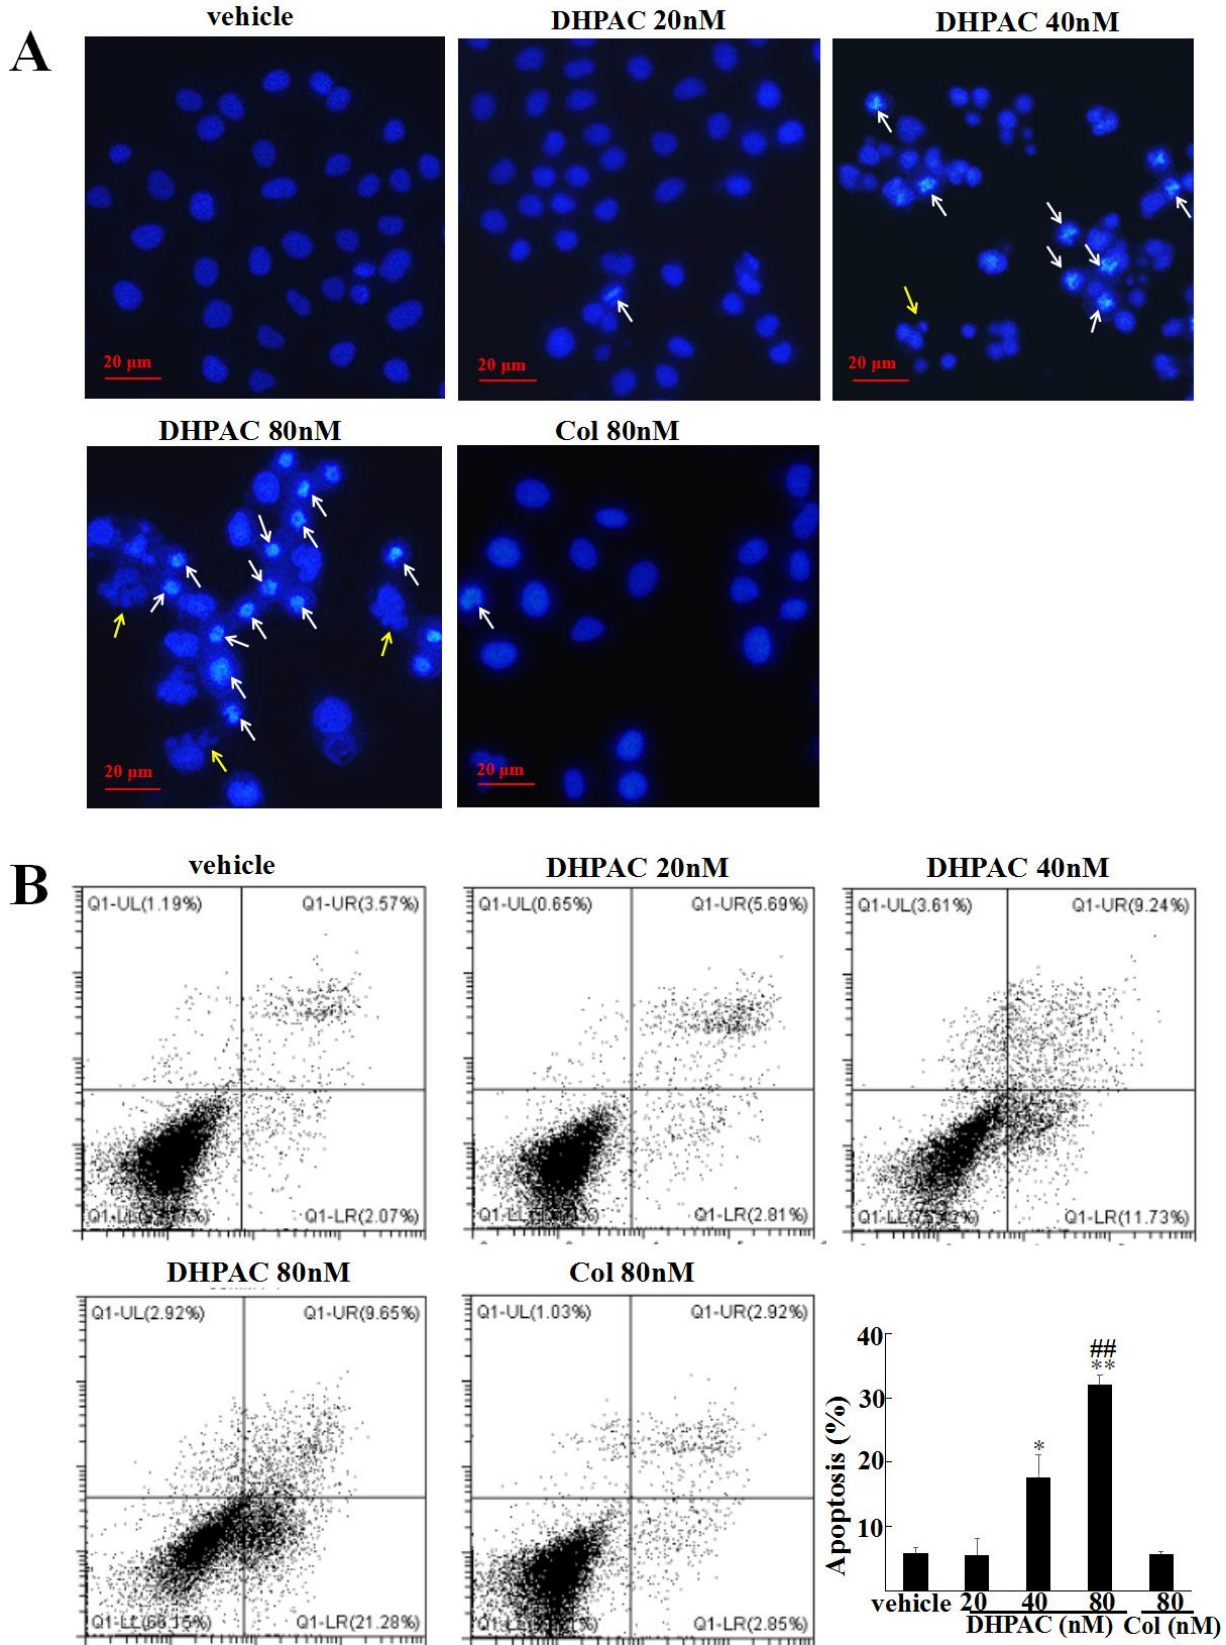 A
vehicle
DHPAC 20nM
DHPAC 40nM
20 μm
20 μm
20 μm
DHPAC 80nM
Col 80nM
20 μm
20 μm
B
vehicle
DHPAC 20nM
DHPAC 40nM
Q1-UL(1.19%)
Q1-UR(3.57%)
Q1-LR(2.07%)
Q1-UL(0.65%)
Q1-UR(5.69%)
Q1-LR(2.81%)
Q1-UL(3.61%)
Q1-UR(9.24%)
Q1-LR(11.73%)
DHPAC 80nM
Col 80nM
Q1-UL(2.92%)
Q1-UR(9.65%)
Q1-LR(21.28%)
Q1-UL(1.03%)
Q1-UR(2.92%)
Q1-LR(2.85%)
Apoptosis (%)
40
30
20
10
*
##
**
vehicle 20 40 80 80
DHPAC (nM) Col (nM)